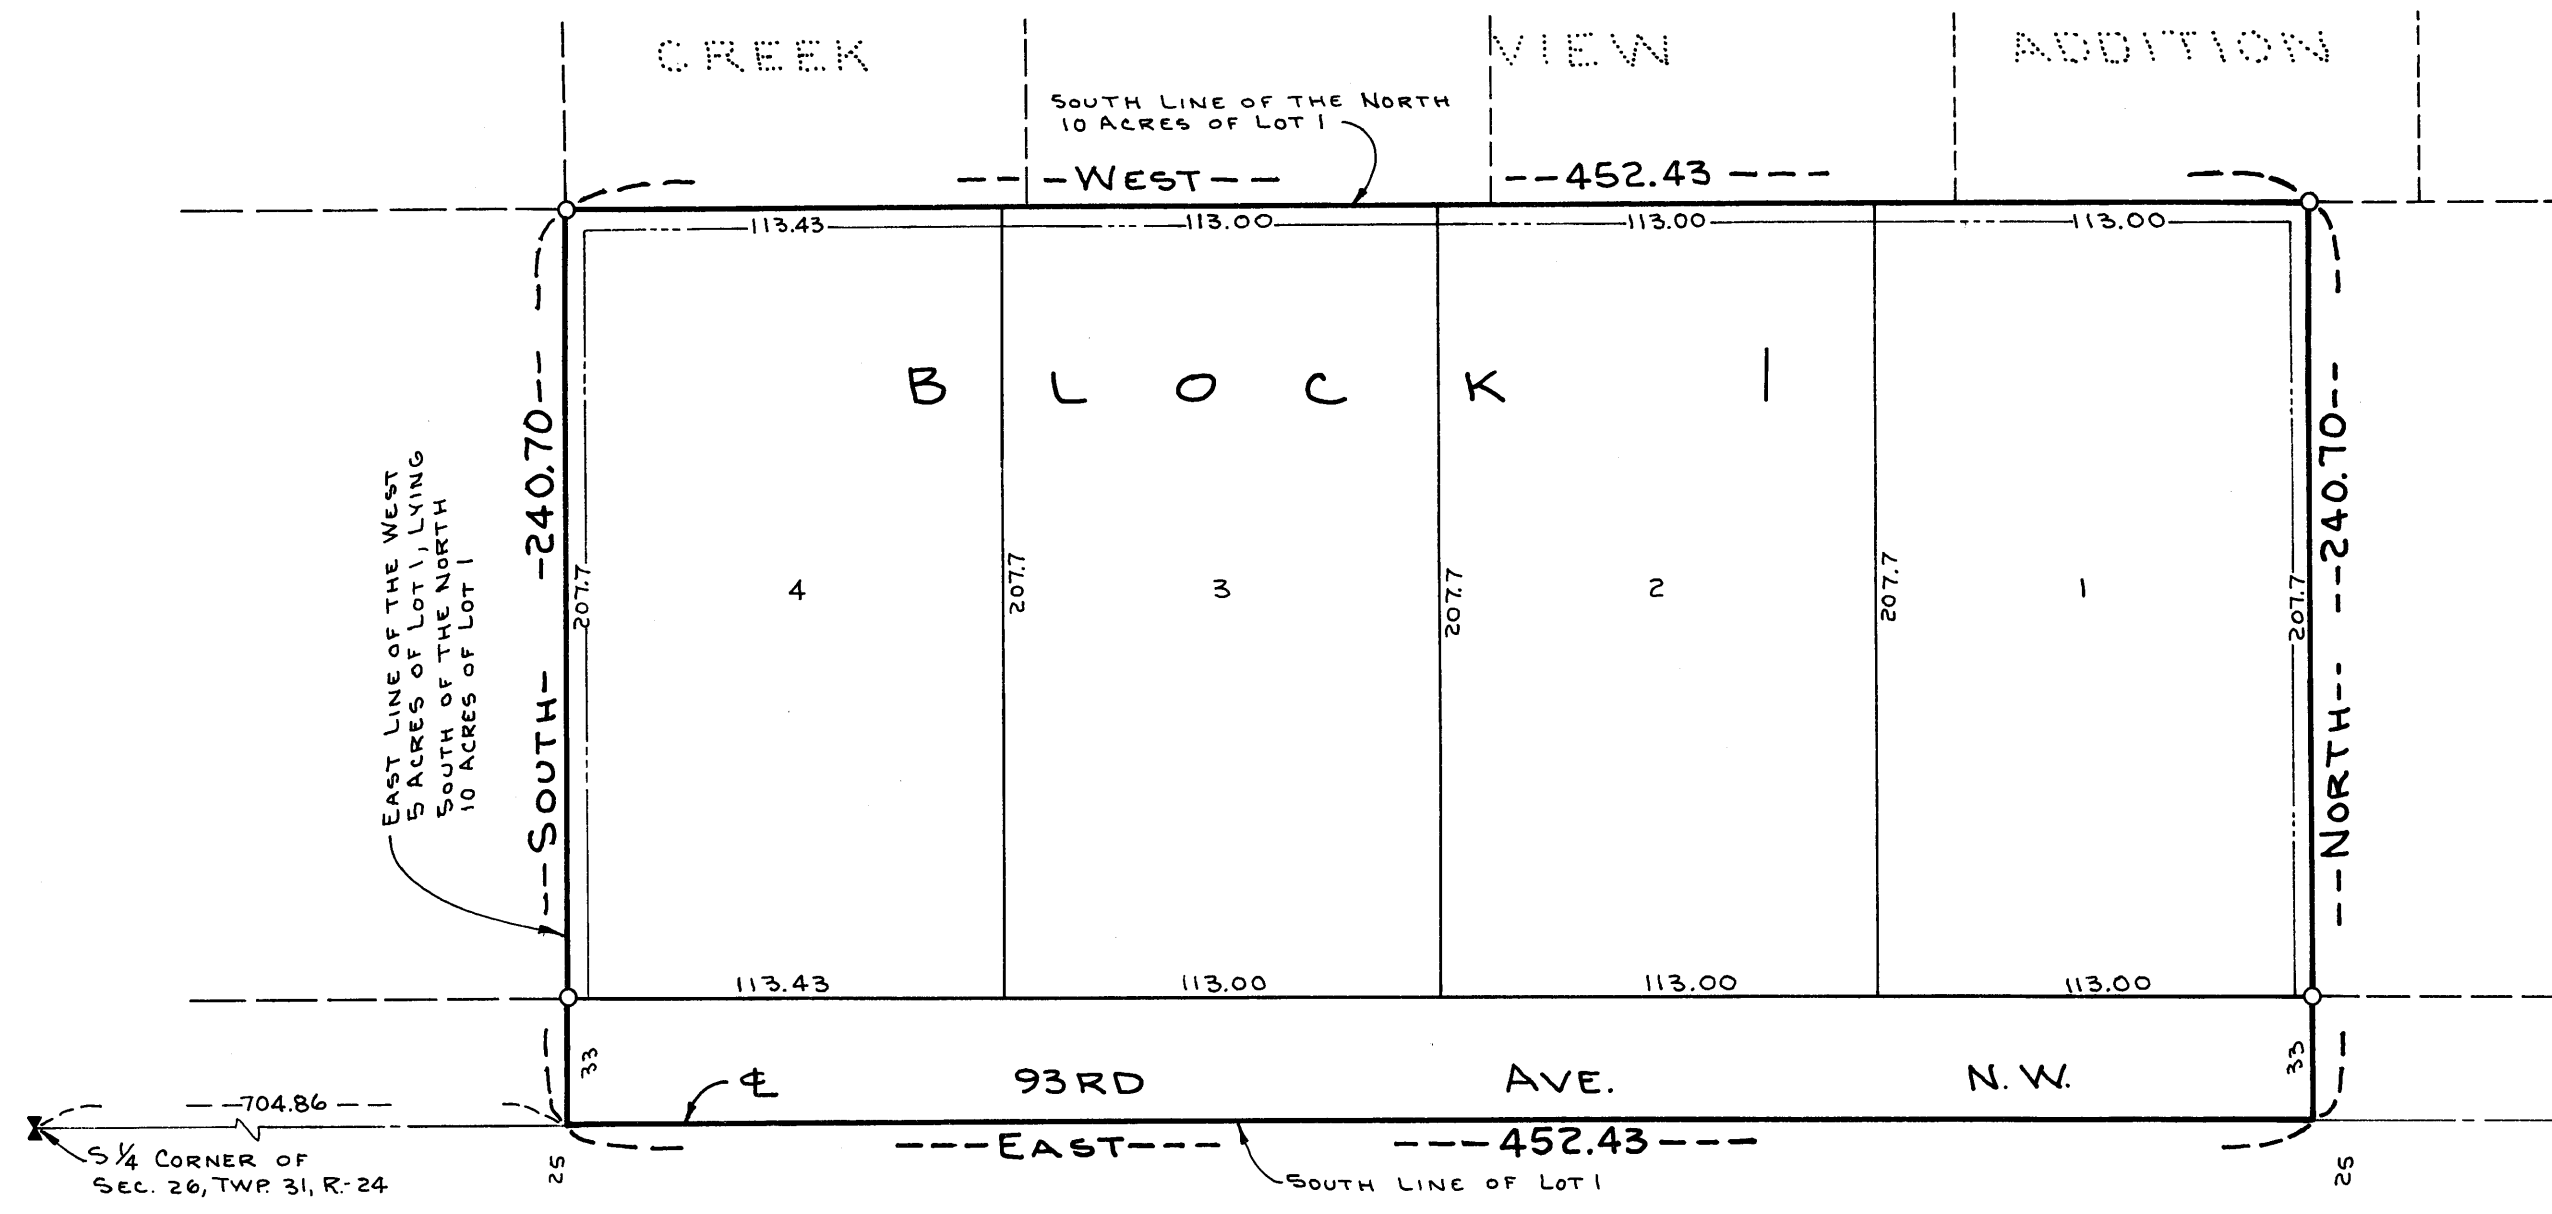 CREEK VIEW ADDITION
SOUTH LINE OF THE NORTH
10 ACRES OF LOT 1
WEST 452.43
113.43 113.00 113.00 113.00
BLOCK 1
EAST LINE OF THE WEST
5 ACRES OF LOT 1, LYING
SOUTH OF THE NORTH
10 ACRES OF LOT 1
SOUTH 240.70
207.7
4
207.7
3
207.7
2
207.7
1
207.7
NORTH 240.70
113.43 113.00 113.00 113.00
33
℄ 93RD AVE. N.W.
33
704.86
S 1/4 CORNER OF
SEC. 26, TWP. 31, R.-24
25
EAST 452.43
SOUTH LINE OF LOT 1
25